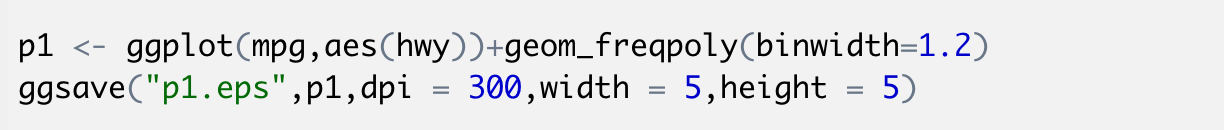 p1 <- ggplot(mpg,aes(hwy))+geom_freqpoly(binwidth=1.2)
ggsave("p1.eps",p1,dpi = 300,width = 5,height = 5)